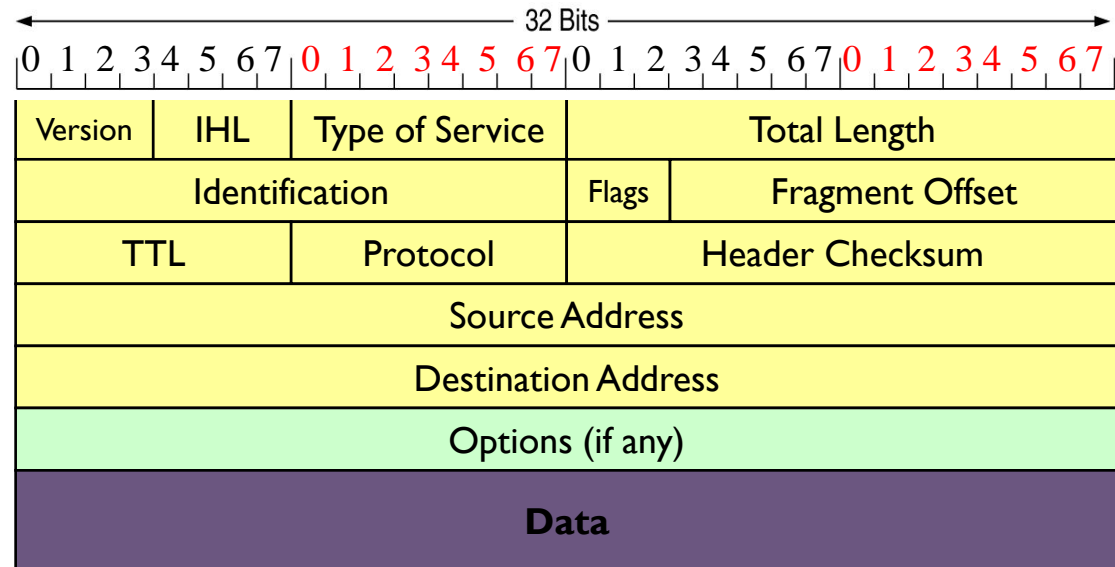 32 Bits
0 1 2 3 4 5 6 7 0 1 2 3 4 5 6 7 0 1 2 3 4 5 6 7 0 1 2 3 4 5 6 7
Version IHL Type of Service Total Length
Identification Flags Fragment Offset
TTL Protocol Header Checksum
Source Address
Destination Address
Options (if any)
Data